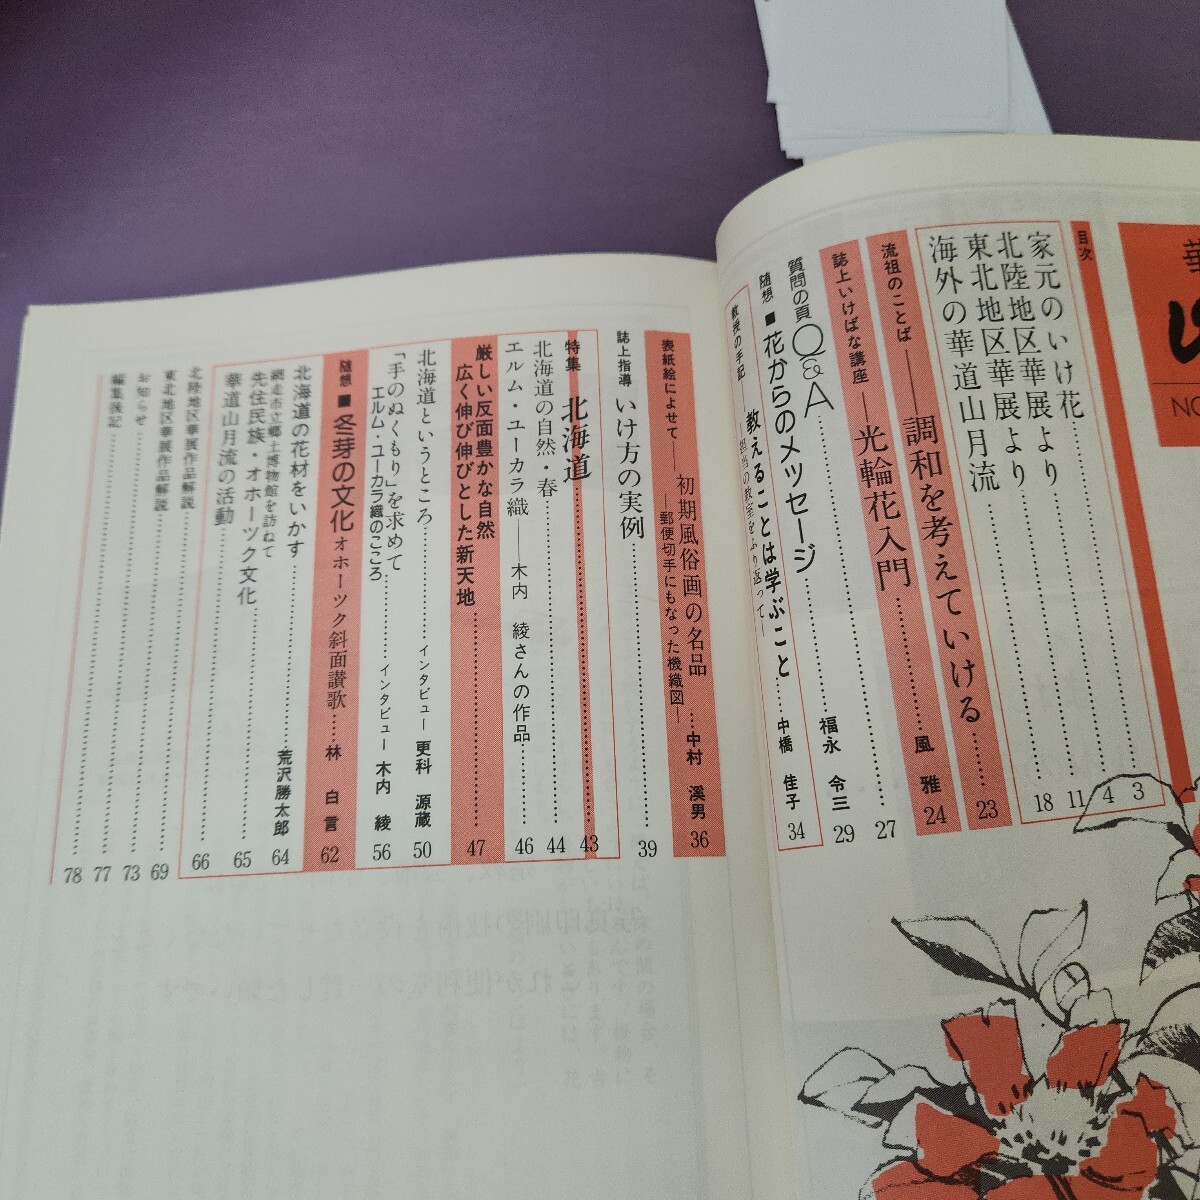 華
NO
目次
家元のいけ花 3
北陸地区華展より 4
東北地区華展より 11
海外の華道山月流 18
流祖のことば――調和を考えていける 23
誌上いけばな講座――光輪花入門 風 雅 24
27
質問の頁 Q&A 福永 令三 29
随想 ■ 花からのメッセージ
教授の手記 教えることは学ぶこと 中橋 佳子 34
―担当の教室をふり返って―
表紙絵によせて――初期風俗画の名品 中村 溪男 36
―郵便切手にもなった機織図―
誌上指導 いけ方の実例 39
特集 北海道 43
北海道の自然・春 44
エルム・ユーカラ織――木内 綾さんの作品 46
厳しい反面豊かな自然
広く伸び伸びとした新天地 47
北海道というところ インタビュー 更科 源蔵 50
「手のぬくもり」を求めて インタビュー 木内 綾 56
エルム・ユーカラ織のこころ
随想 ■ 冬芽の文化 オホーツク斜面讃歌 林 白言 62
北海道の花材をいかす 荒沢勝太郎 64
網走市立郷土博物館を訪ねて
先住民族・オホーツク文化 65
華道山月流の活動 66
北陸地区華展作品解説 69
東北地区華展作品解説 73
お知らせ 77
編集後記 78